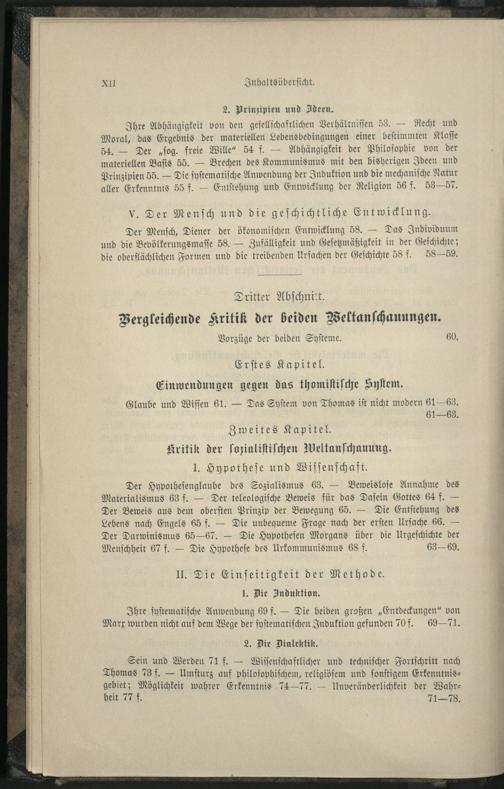 XII
Inhaltsübersicht.
2. Prinzipien und Ideen.
Ihre Abhängigkeit von den gesellschaftlichen Verhältnissen 53. — Recht und
Moral, das Ergebnis der materiellen Lebensbedingungen einer bestimmten Klasse
54. — Der „sog. freie Wille“ 54 f. — Abhängigkeit der Philosophie von der
materiellen Basis 55. — Brechen des Kommunismus mit den bisherigen Ideen und
Prinzipien 55. — Die systematische Anwendung der Induktion und die mechanische Natur
aller Erkenntnis 55 f. — Entstehung und Entwicklung der Religion 56 f. 53—57.
V. Der Mensch und die geschichtliche Entwicklung.
Der Mensch, Diener der ökonomischen Entwicklung 58. — Das Individuum
und die Bevölkerungsmasse 58. — Zufälligkeit und Gesetzmäßigkeit in der Geschichte;
die oberflächlichen Formen und die treibenden Ursachen der Geschichte 58 f. 58—59.
Dritter Abschnitt.
Vergleichende Kritik der beiden Weltanschauungen.
Vorzüge der beiden Systeme. 60.
Erstes Kapitel.
Einwendungen gegen das thomistische System.
Glaube und Wissen 61. — Das System von Thomas ist nicht modern 61—63.
61—63.
Zweites Kapitel.
Kritik der sozialistischen Weltanschauung.
I. Hypothese und Wissenschaft.
Der Hypothesenglaube des Sozialismus 63. — Beweislose Annahme des
Materialismus 63 f. — Der teleologische Beweis für das Dasein Gottes 64 f. —
Der Beweis aus dem obersten Prinzip der Bewegung 65. — Die Entstehung des
Lebens nach Engels 65 f. — Die unbequeme Frage nach der ersten Ursache 66. —
Der Darwinismus 65—67. — Die Hypothesen Morgans über die Urgeschichte der
Menschheit 67 f. — Die Hypothese des Urkommunismus 68 f. 63—69.
II. Die Einseitigkeit der Methode.
1. Die Induktion.
Ihre systematische Anwendung 69 f. — Die beiden großen „Entdeckungen“ von
Marx wurden nicht auf dem Wege der systematischen Induktion gefunden 70 f. 69—71.
2. Die Dialektik.
Sein und Werden 71 f. — Wissenschaftlicher und technischer Fortschritt nach
Thomas 73 f. — Umsturz auf philosophischem, religiösem und sonstigem Erkenntnis-
gebiet; Möglichkeit wahrer Erkenntnis 74—77. — Unveränderlichkeit der Wahr-
heit 77 f. 71—78.